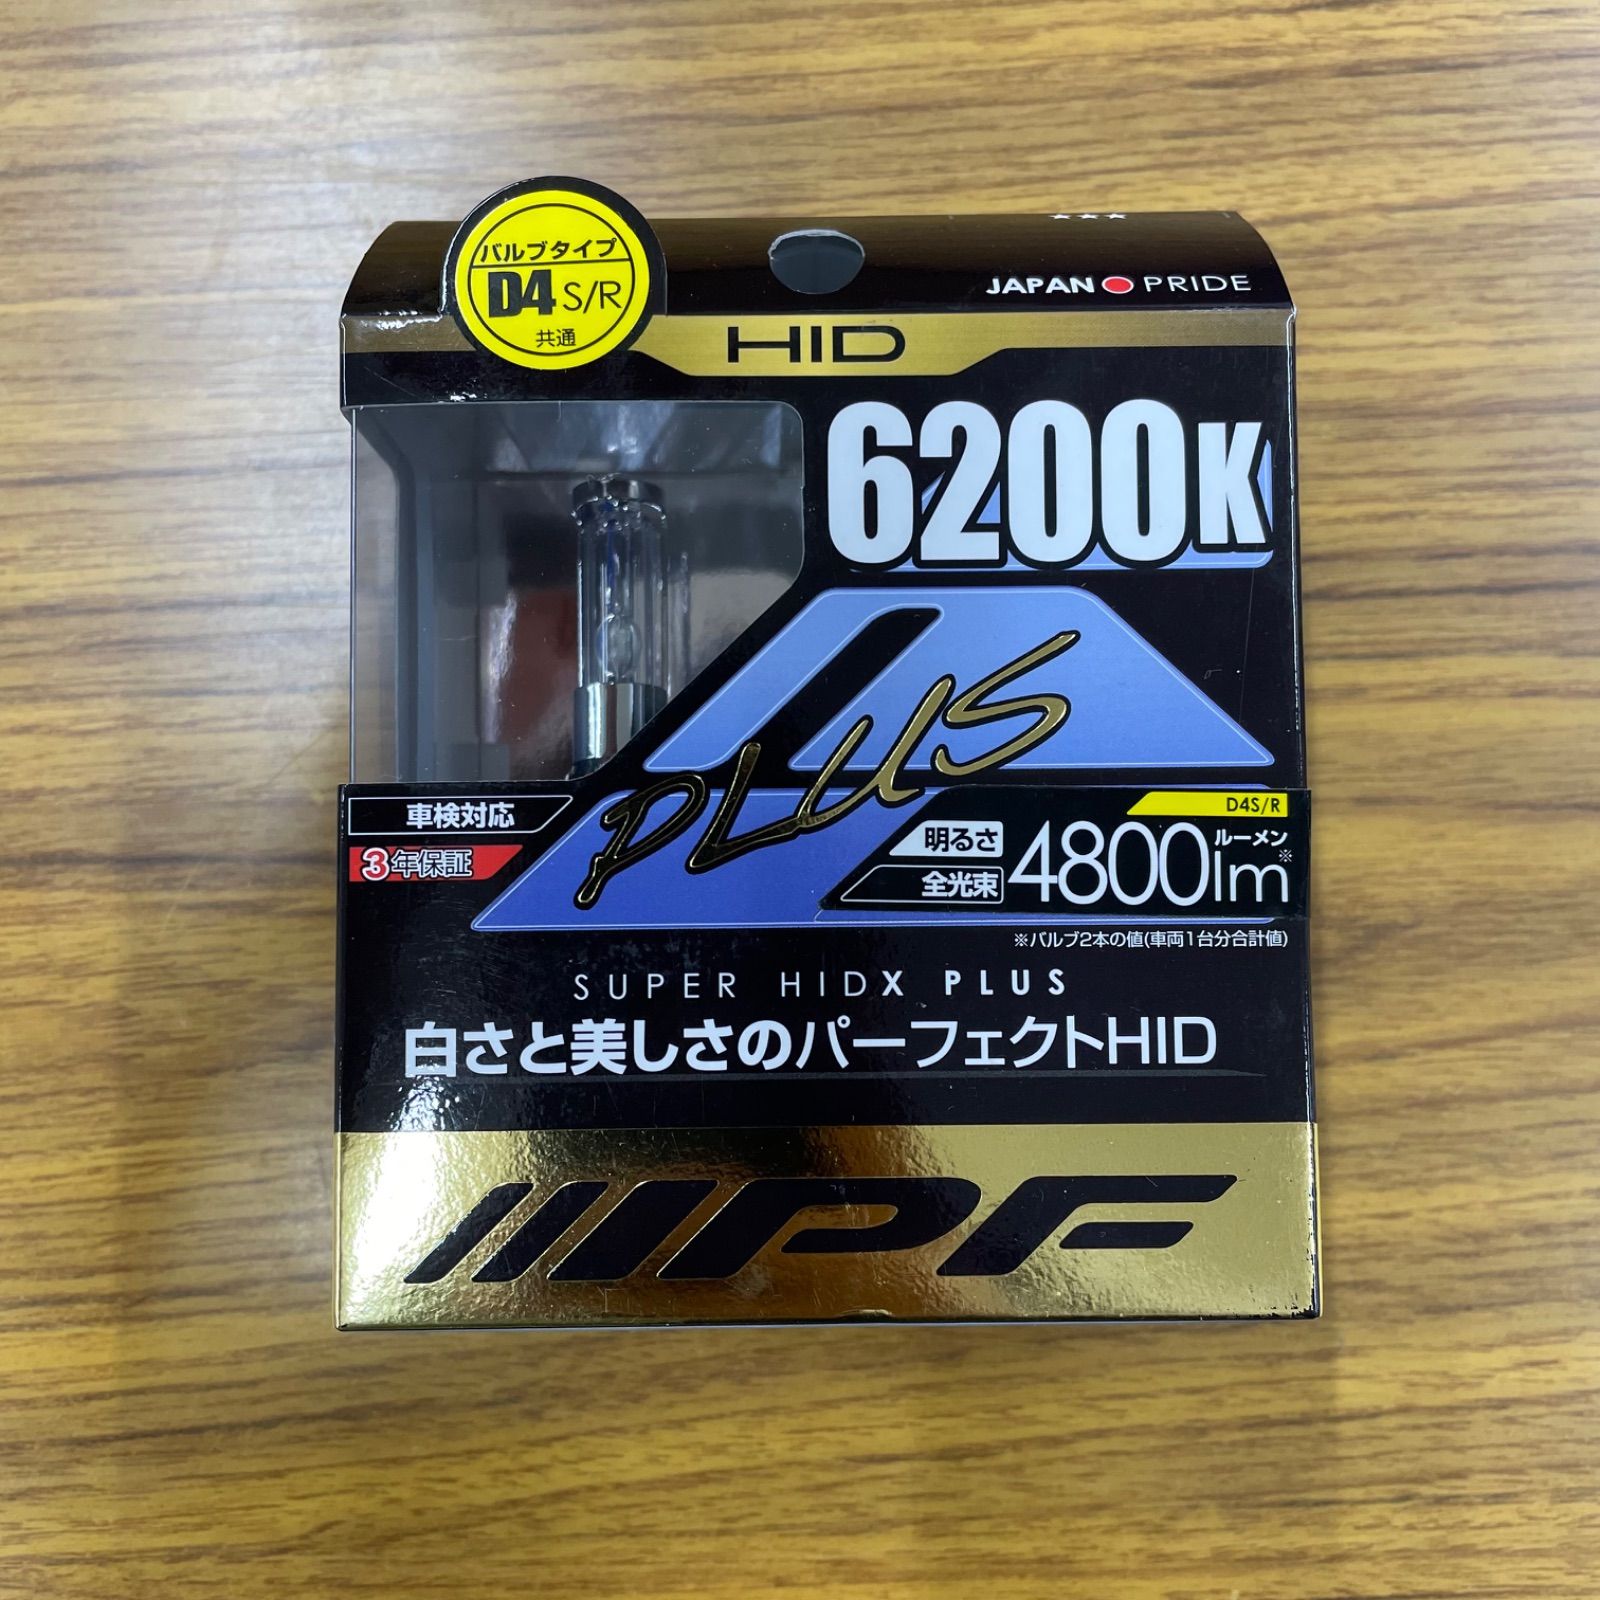 バルブタイプ
D4 S/R
共通
JAPAN PRIDE
HID
6200K
PLUS
車検対応
3年保証
D4S/R
明るさ
全光束
4800lm※
ルーメン
※バルブ2本の値(車両1台分合計値)
SUPER HIDX PLUS
白さと美しさのパーフェクトHID
IPF